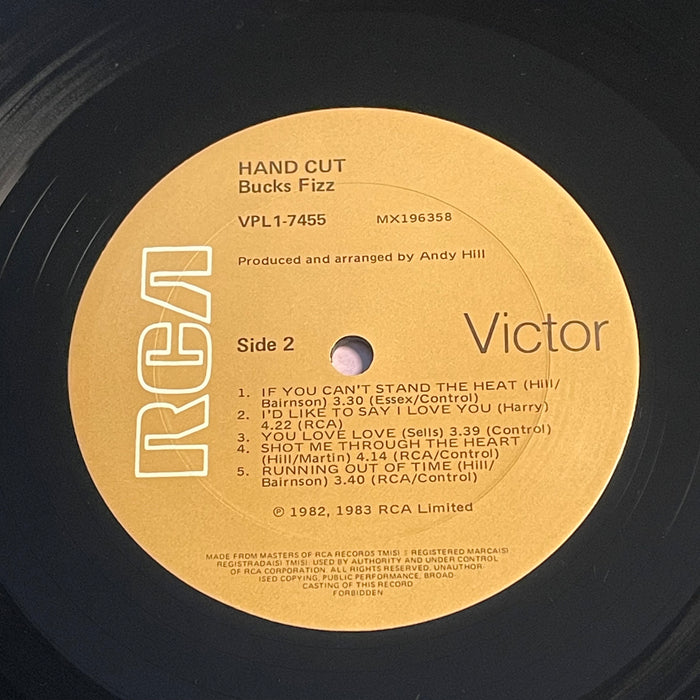 HAND CUT
Bucks Fizz
VPL1-7455 MX196358
Produced and arranged by Andy Hill
RCA
Victor
Side 2
1. IF YOU CAN'T STAND THE HEAT (Hill/
Bairnson) 3.30 (Essex/Control)
2. I'D LIKE TO SAY I LOVE YOU (Harry)
4.22 (RCA)
3. YOU LOVE LOVE (Sells) 3.39 (Control)
4. SHOT ME THROUGH THE HEART
(Hill/Martin) 4.14 (RCA/Control)
5. RUNNING OUT OF TIME (Hill/
Bairnson) 3.40 (RCA/Control)
℗ 1982, 1983 RCA Limited
MADE FROM MASTERS OF RCA RECORDS TM(S) ® REGISTERED MARCA(S)
REGISTRADA(S) TM(S). USED BY AUTHORITY AND UNDER CONTROL
OF RCA CORPORATION. ALL RIGHTS RESERVED. UNAUTHOR-
ISED COPYING, PUBLIC PERFORMANCE, BROAD-
CASTING OF THIS RECORD
FORBIDDEN